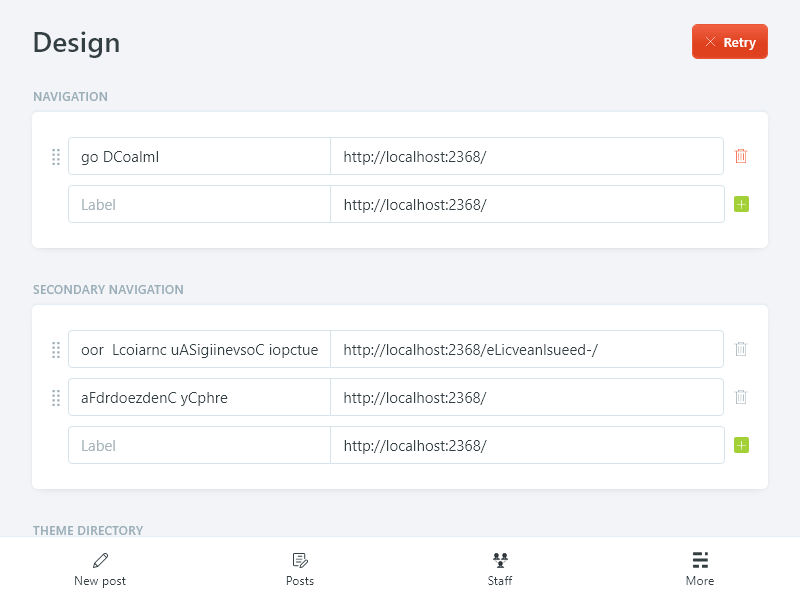 Design
Retry
NAVIGATION
go DCoalml
http://localhost:2368/
Label
http://localhost:2368/
SECONDARY NAVIGATION
oor Lcoiarnc uASigiinevsoC iopctue
http://localhost:2368/eLicveanlsueed-/
aFdrdoezdenC yCphre
http://localhost:2368/
Label
http://localhost:2368/
THEME DIRECTORY
New post
Posts
Staff
More